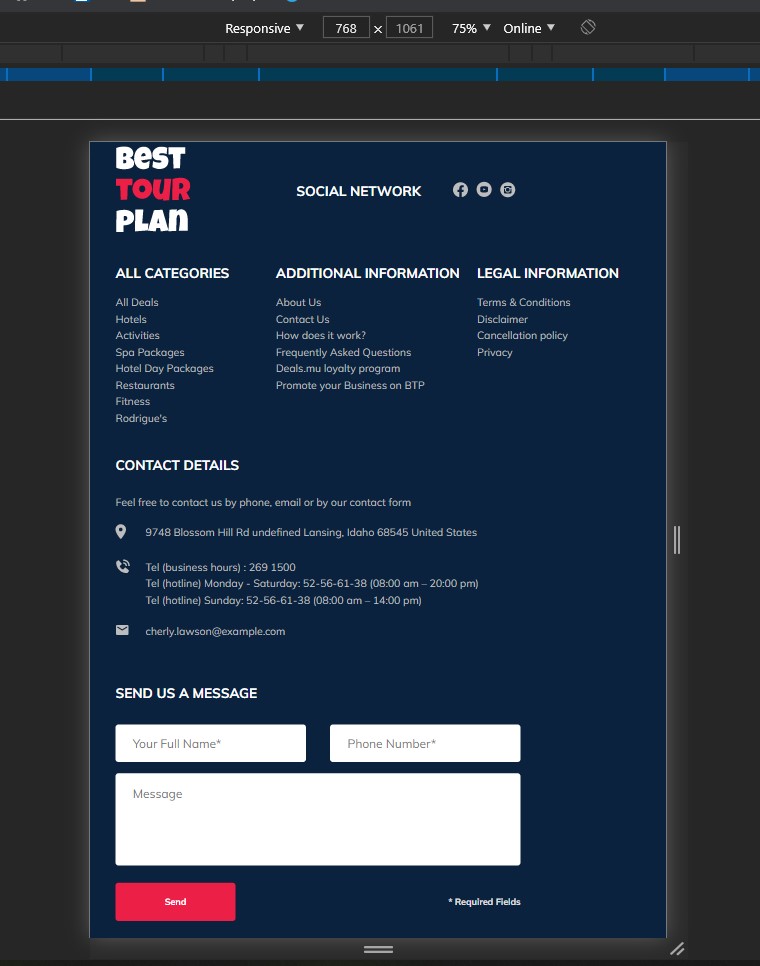 Responsive 768 x 1061 75% Online
BEST
TOUR
PLAN
SOCIAL NETWORK
ALL CATEGORIES
All Deals
Hotels
Activities
Spa Packages
Hotel Day Packages
Restaurants
Fitness
Rodrigue's
ADDITIONAL INFORMATION
About Us
Contact Us
How does it work?
Frequently Asked Questions
Deals.mu loyalty program
Promote your Business on BTP
LEGAL INFORMATION
Terms & Conditions
Disclaimer
Cancellation policy
Privacy
CONTACT DETAILS
Feel free to contact us by phone, email or by our contact form
9748 Blossom Hill Rd undefined Lansing, Idaho 68545 United States
Tel (business hours) : 269 1500
Tel (hotline) Monday - Saturday: 52-56-61-38 (08:00 am – 20:00 pm)
Tel (hotline) Sunday: 52-56-61-38 (08:00 am – 14:00 pm)
cherly.lawson@example.com
SEND US A MESSAGE
Your Full Name*
Phone Number*
Message
Send
* Required Fields